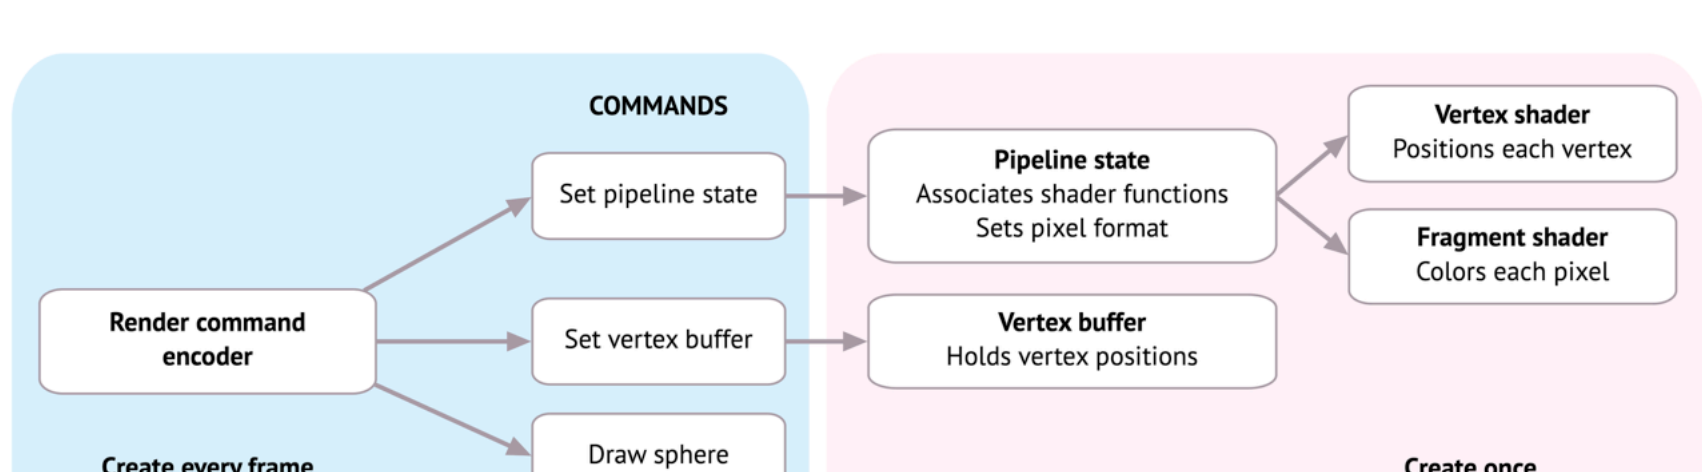 COMMANDS
Set pipeline state
Set vertex buffer
Draw sphere
Render command
encoder
Create every frame
Pipeline state
Associates shader functions
Sets pixel format
Vertex buffer
Holds vertex positions
Vertex shader
Positions each vertex
Fragment shader
Colors each pixel
Create once